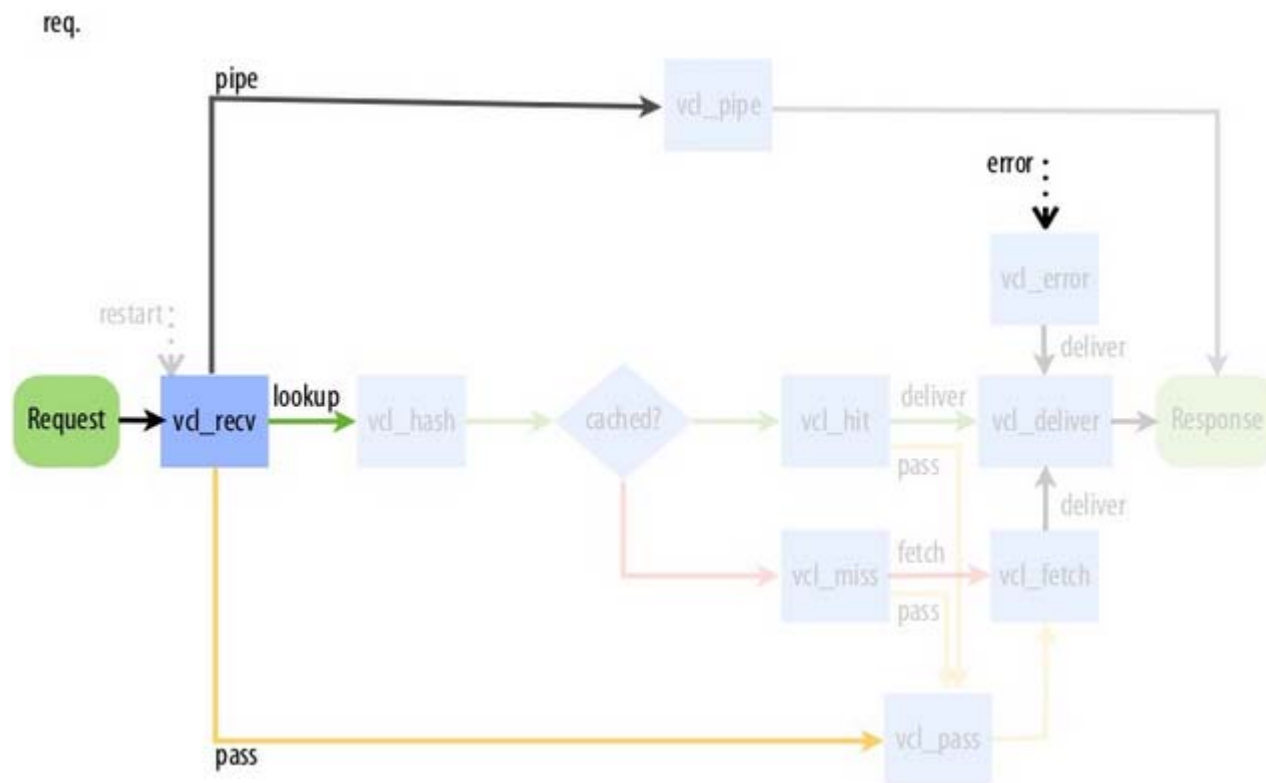 req.
pipe
vcl_pipe
error
vcl_error
restart
deliver
Request
vcl_recv
lookup
vcl_hash
cached?
vcl_hit
deliver
vcl_deliver
Response
pass
deliver
vcl_miss
fetch
vcl_fetch
pass
vcl_pass
pass